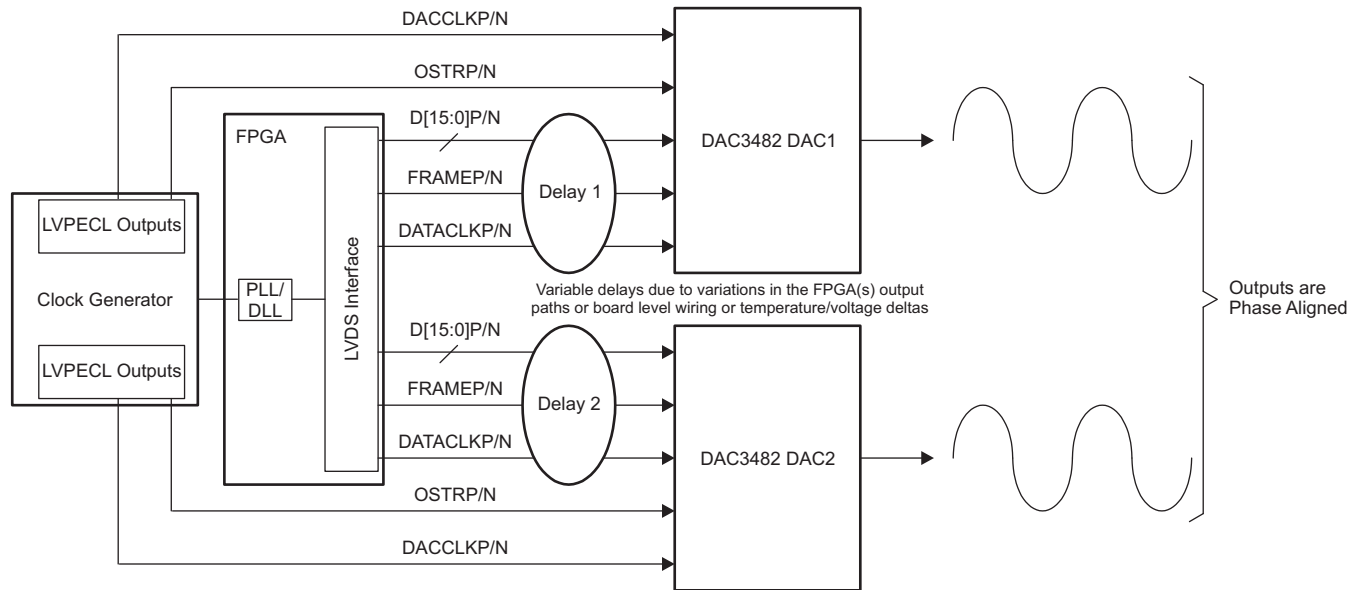 DACCLKP/N
OSTRP/N
D[15:0]P/N
FPGA
DAC3482 DAC1
FRAMEP/N
Delay 1
LVPECL Outputs
DATACLKP/N
Clock Generator
PLL/
DLL
LVDS Interface
Variable delays due to variations in the FPGA(s) output
paths or board level wiring or temperature/voltage deltas
Outputs are
Phase Aligned
D[15:0]P/N
LVPECL Outputs
FRAMEP/N
Delay 2
DATACLKP/N
DAC3482 DAC2
OSTRP/N
DACCLKP/N